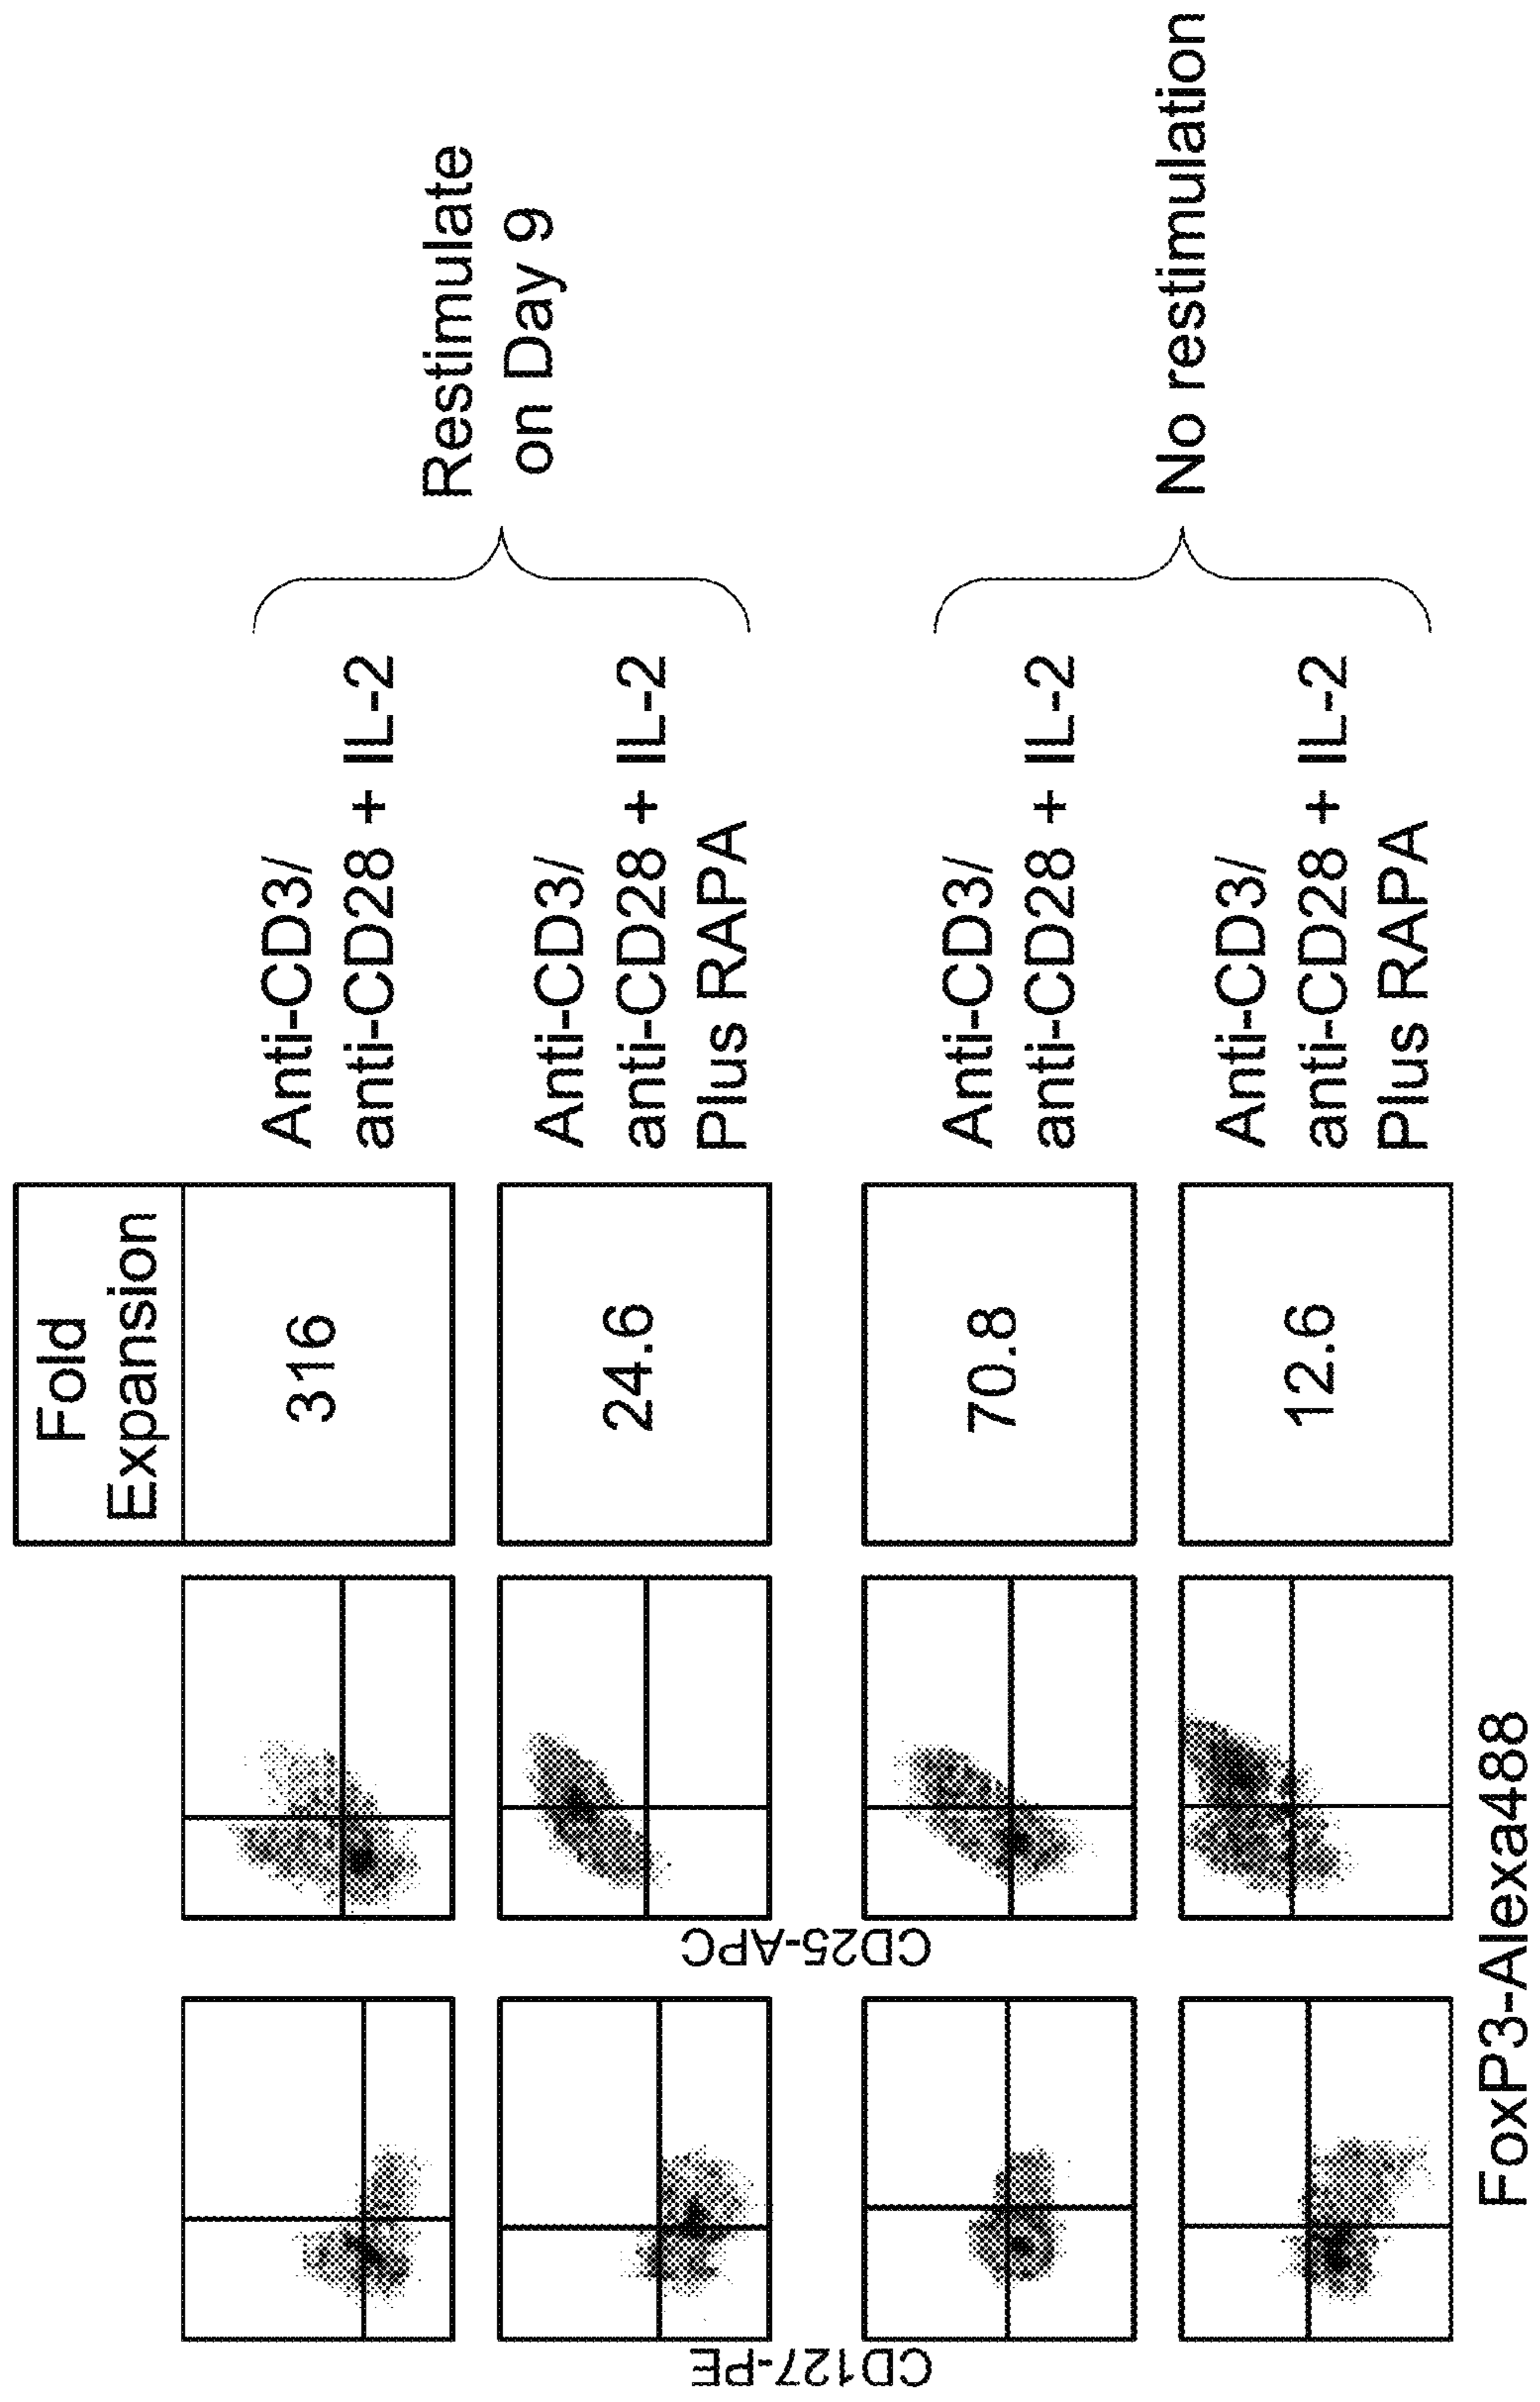 Fold
Expansion
316
Anti-CD3/
anti-CD28 + IL-2
24.6
Anti-CD3/
anti-CD28 + IL-2
Plus RAPA
Restimulate
on Day 9
70.8
Anti-CD3/
anti-CD28 + IL-2
12.6
Anti-CD3/
anti-CD28 + IL-2
Plus RAPA
No restimulation
CD127-PE
CD25-APC
FoxP3-Alexa488